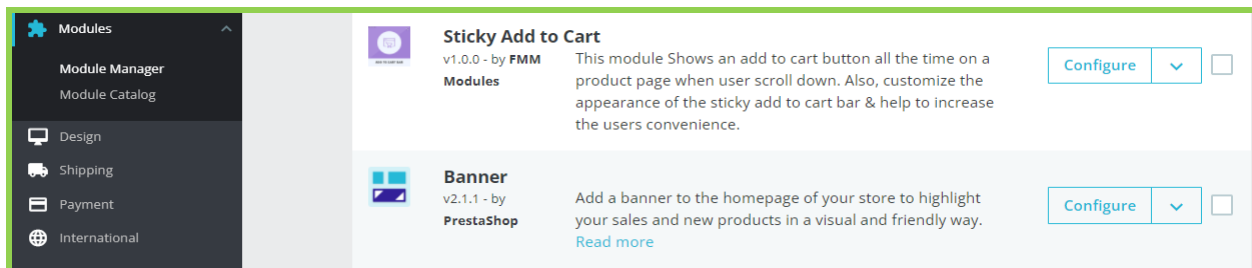 Modules
Module Manager
Module Catalog
Design
Shipping
Payment
International
Sticky Add to Cart
v1.0.0 - by FMM
Modules
This module Shows an add to cart button all the time on a
product page when user scroll down. Also, customize the
appearance of the sticky add to cart bar & help to increase
the users convenience.
Configure
ADD TO CART BAR
Banner
v2.1.1 - by
PrestaShop
Add a banner to the homepage of your store to highlight
your sales and new products in a visual and friendly way.
Read more
Configure